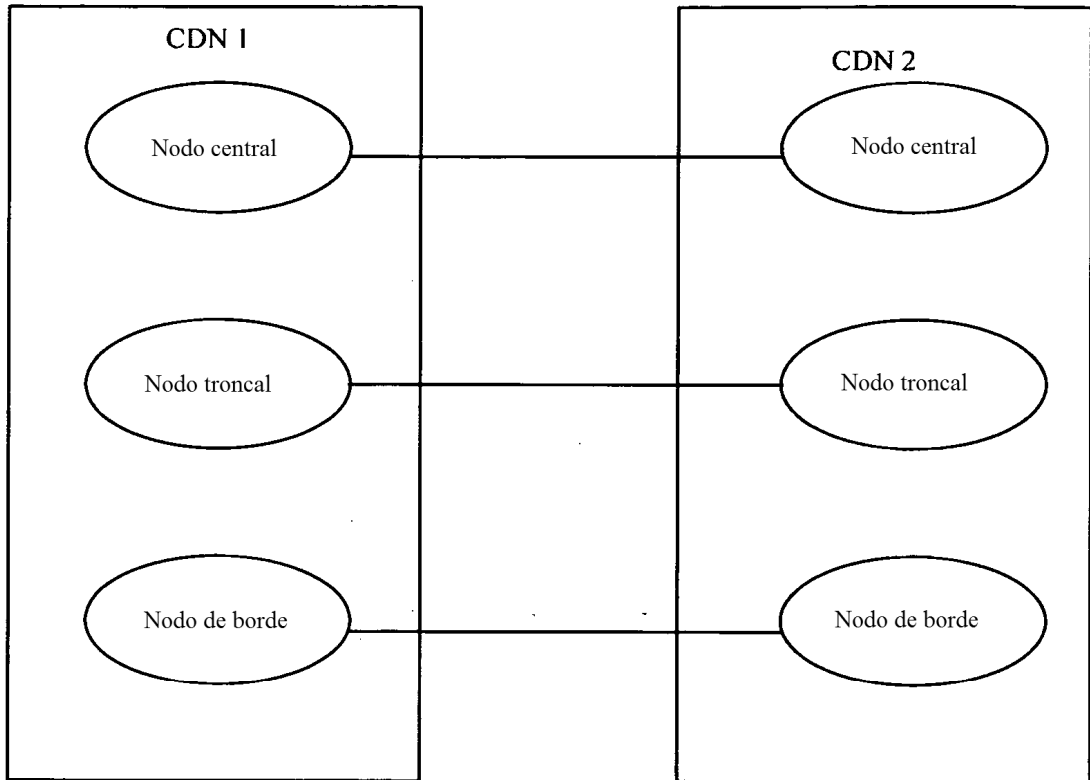 CDN 1
CDN 2
Nodo central
Nodo central
Nodo troncal
Nodo troncal
Nodo de borde
Nodo de borde